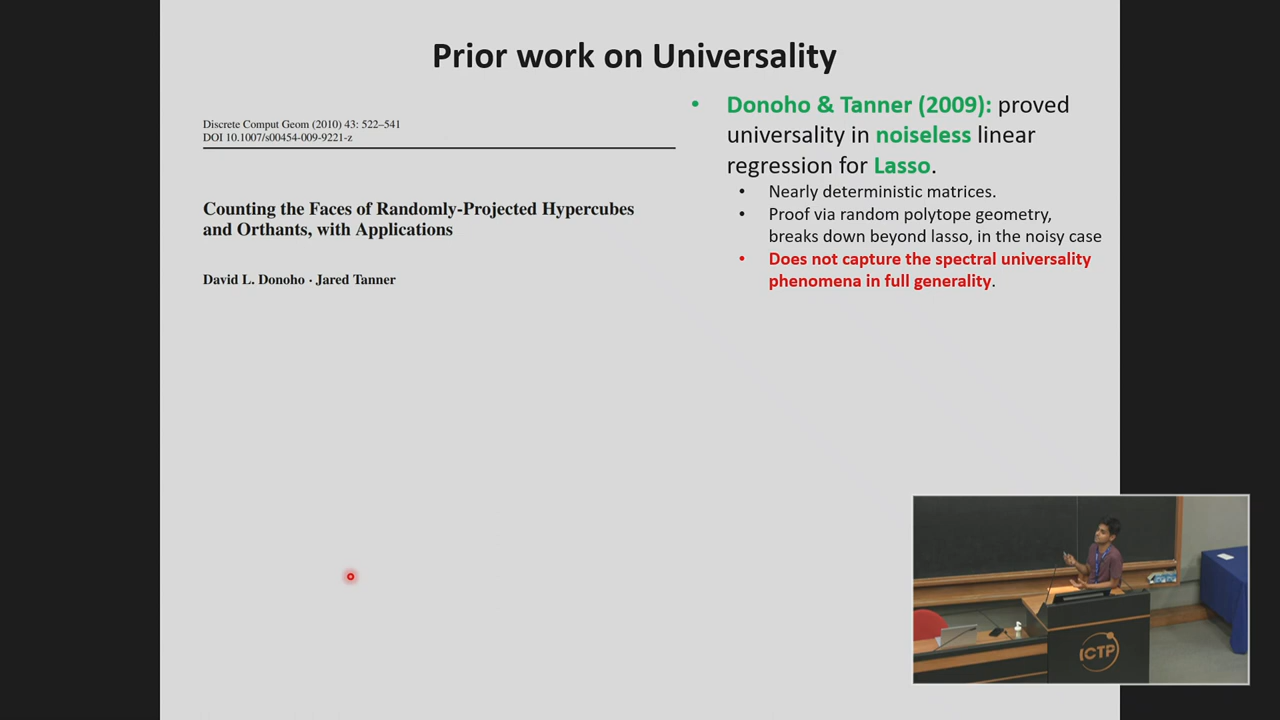 Prior work on Universality
Discrete Comput Geom (2010) 43: 522–541
DOI 10.1007/s00454-009-9221-z
Counting the Faces of Randomly-Projected Hypercubes
and Orthants, with Applications
David L. Donoho · Jared Tanner
• Donoho & Tanner (2009): proved
universality in noiseless linear
regression for Lasso.
• Nearly deterministic matrices.
• Proof via random polytope geometry,
breaks down beyond lasso, in the noisy case
• Does not capture the spectral universality
phenomena in full generality.
ICTP